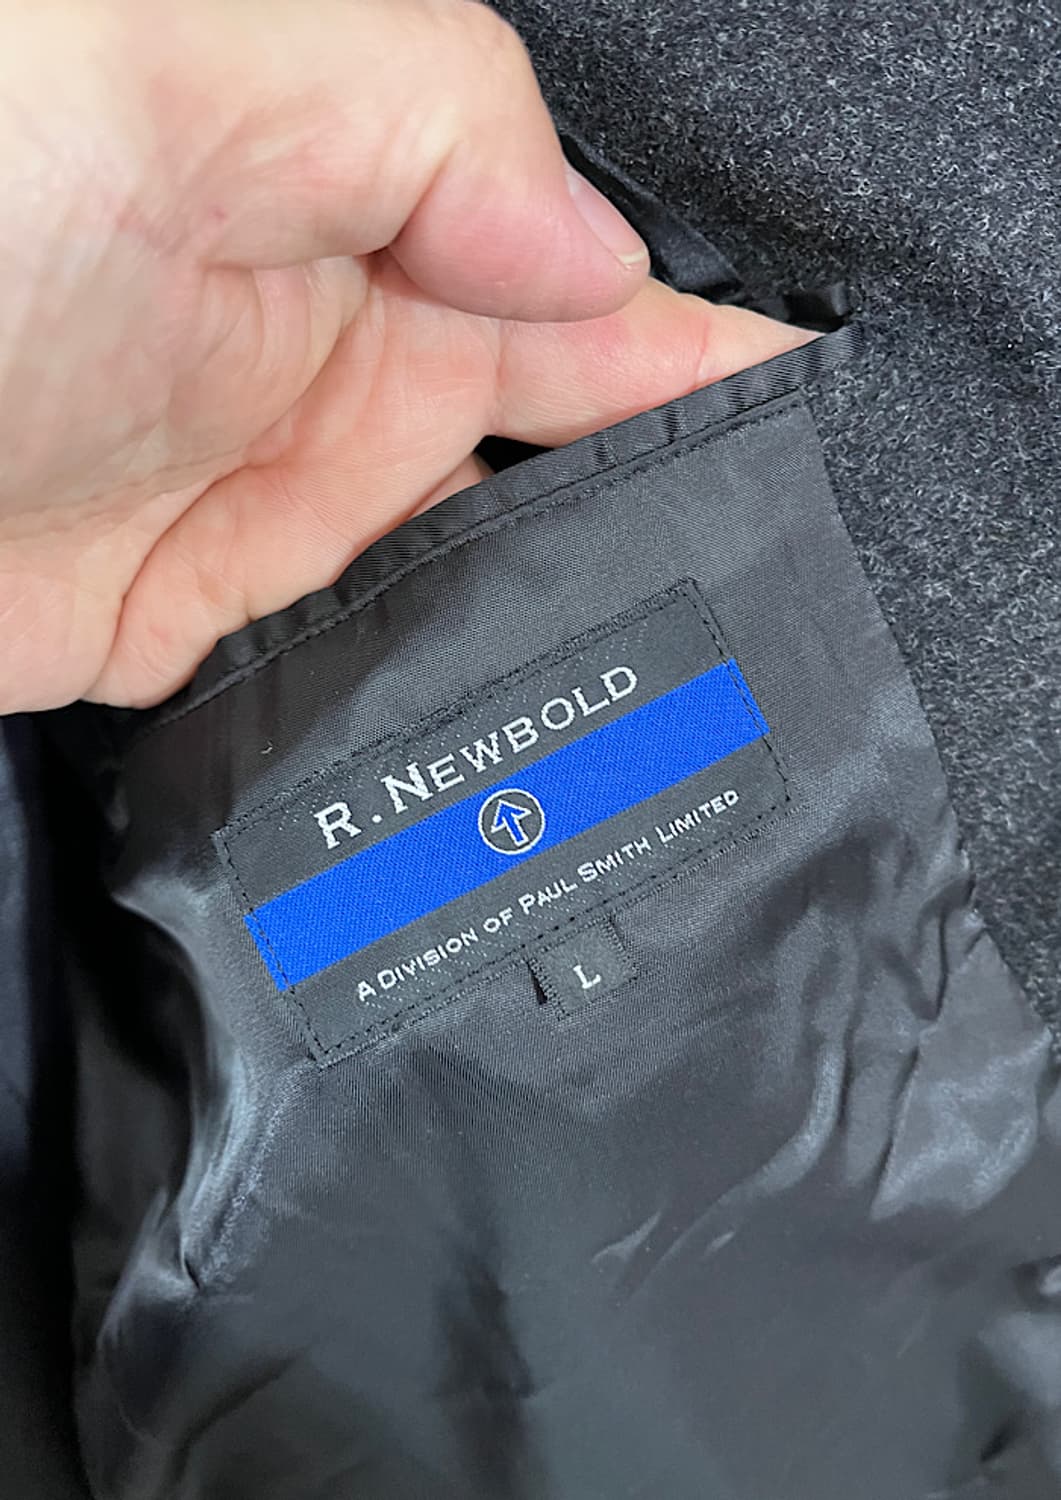 R. NEWBOLD
A DIVISION OF PAUL SMITH LIMITED
L